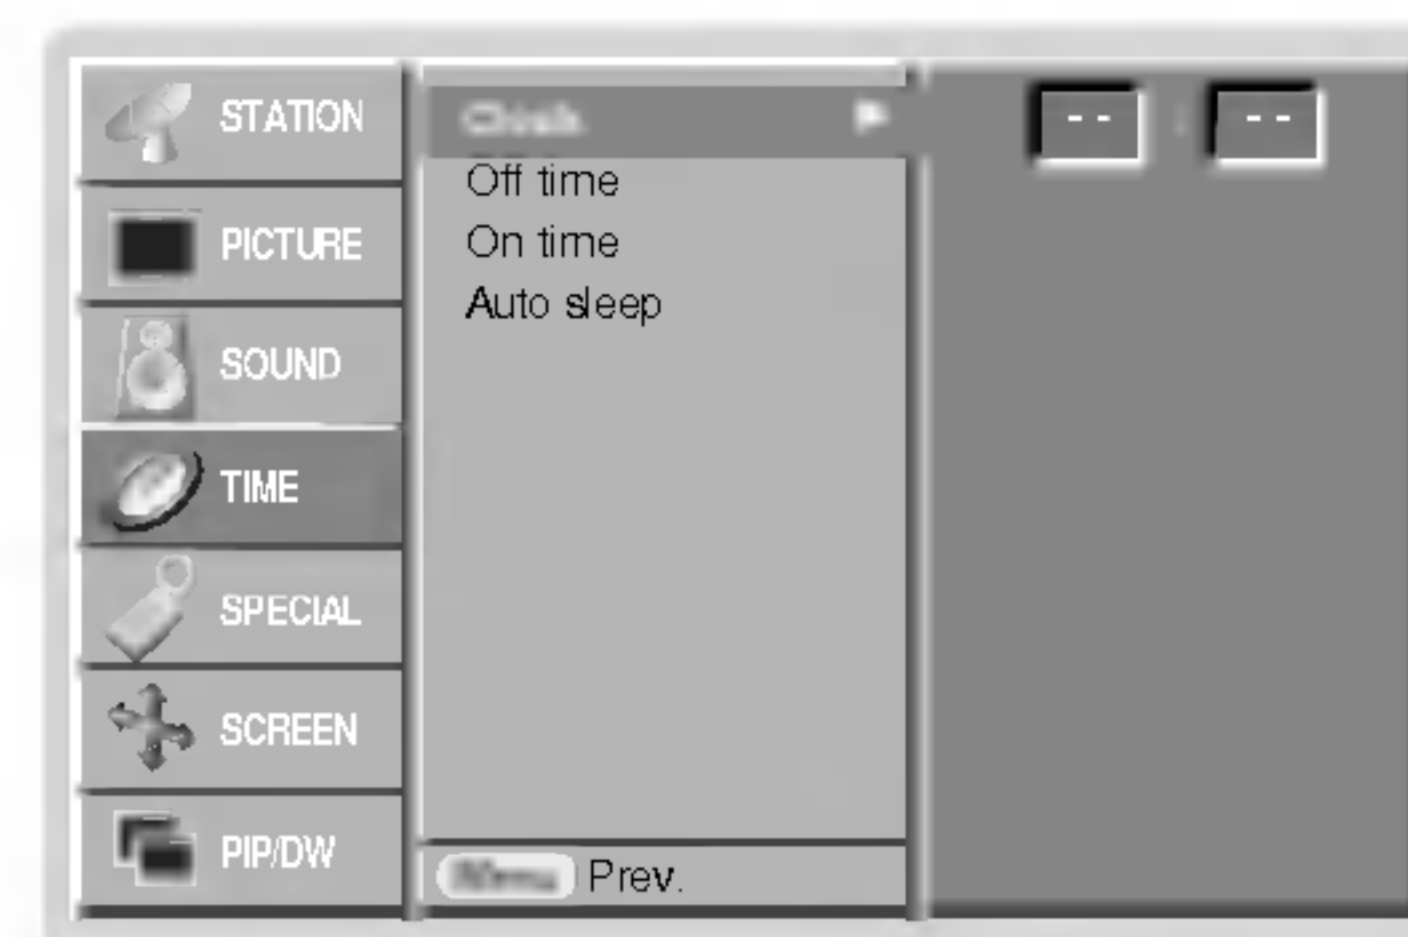 STATION
PICTURE
SOUND
TIME
SPECIAL
SCREEN
PIP/DW
Off time
On time
Auto sleep
Prev.
-- : --